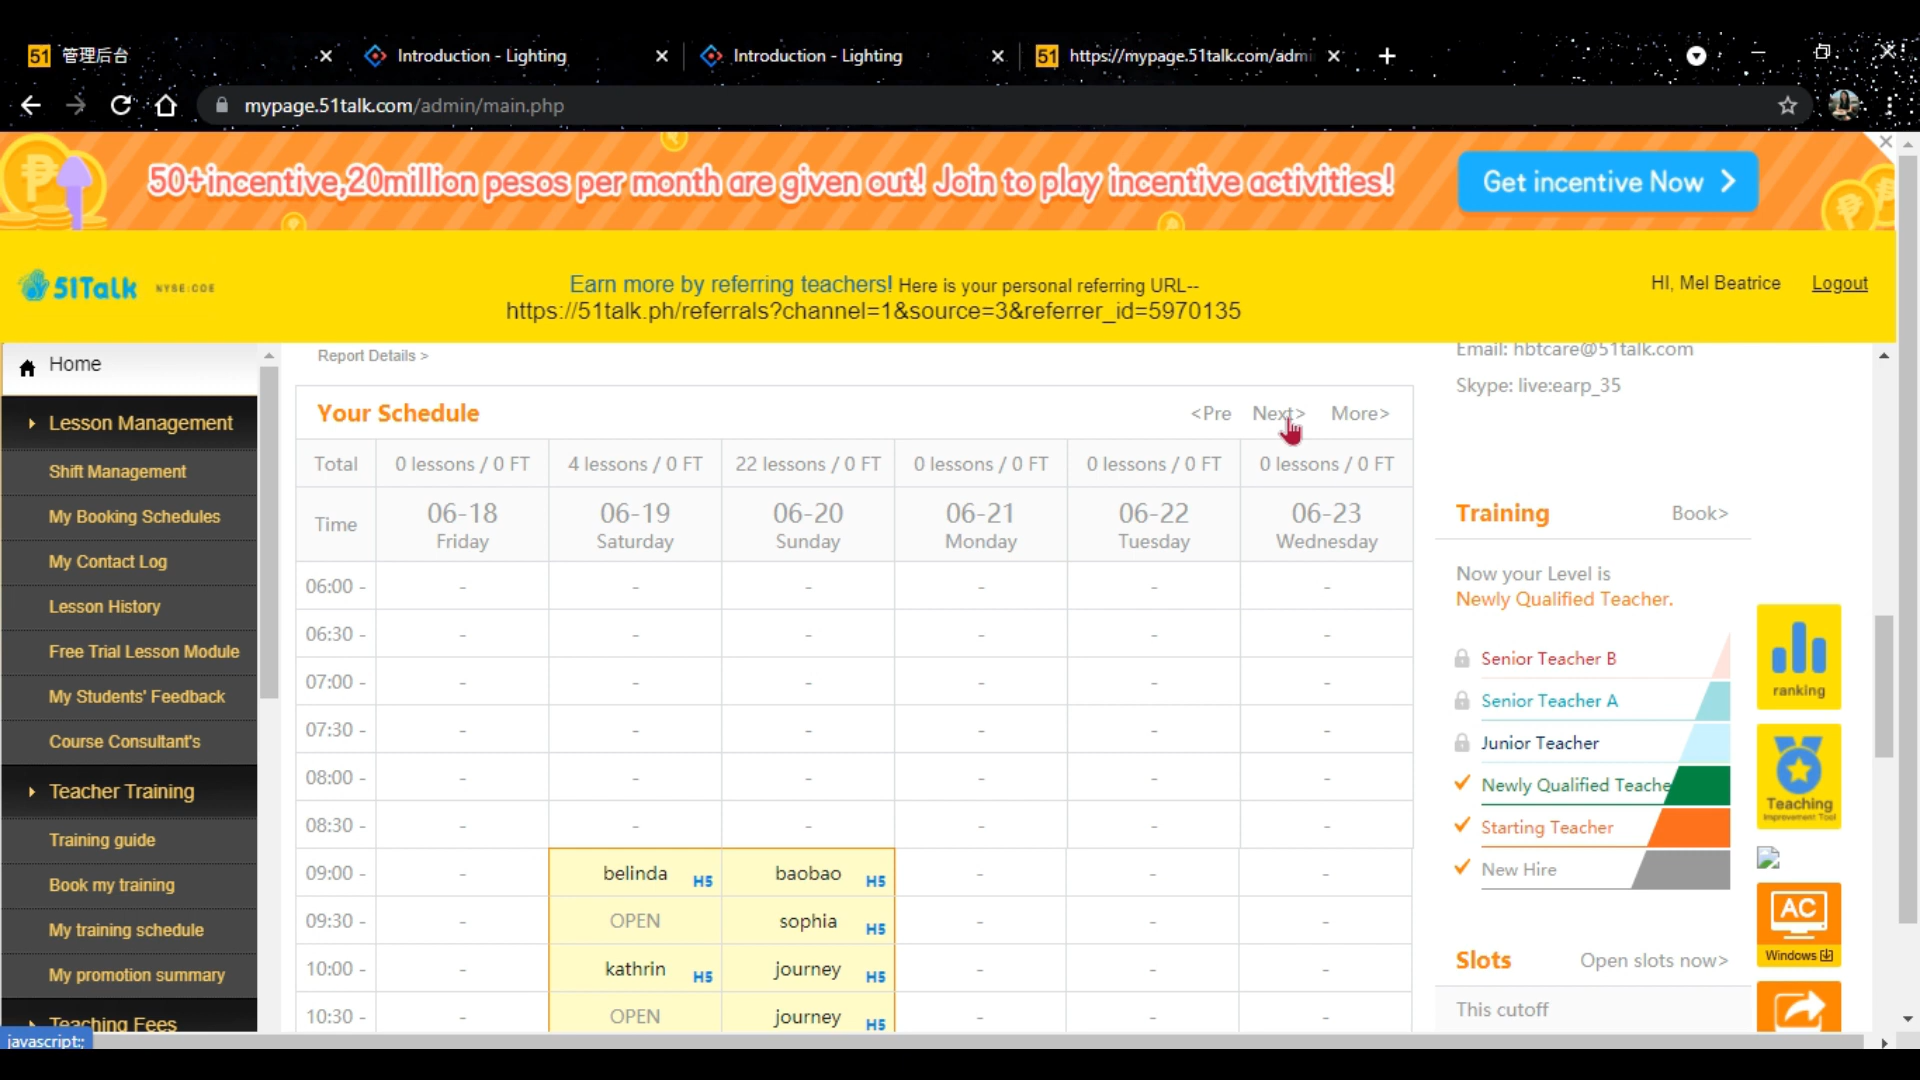 51 管理后台
Introduction - Lighting
Introduction - Lighting
51 https://mypage.51talk.com/admi
mypage.51talk.com/admin/main.php
50+incentive,20million pesos per month are given out! Join to play incentive activities!
Get incentive Now >
51Talk NYSE:COE
Earn more by referring teachers! Here is your personal referring URL--
https://51talk.ph/referrals?channel=1&source=3&referrer_id=5970135
HI, Mel Beatrice Logout
Home
Lesson Management
Shift Management
My Booking Schedules
My Contact Log
Lesson History
Free Trial Lesson Module
My Students' Feedback
Course Consultant's
Teacher Training
Training guide
Book my training
My training schedule
My promotion summary
Teaching Fees
javascript:;
Report Details >
Your Schedule <Pre Next> More>
Total 0 lessons / 0 FT 4 lessons / 0 FT 22 lessons / 0 FT 0 lessons / 0 FT 0 lessons / 0 FT 0 lessons / 0 FT
Time 06-18 06-19 06-20 06-21 06-22 06-23
Friday Saturday Sunday Monday Tuesday Wednesday
06:00 - - - - - - -
06:30 - - - - - - -
07:00 - - - - - - -
07:30 - - - - - - -
08:00 - - - - - - -
08:30 - - - - - - -
09:00 - - belinda H5 baobao H5 - - -
09:30 - - OPEN sophia H5 - - -
10:00 - - kathrin H5 journey H5 - - -
10:30 - - OPEN journey H5 - - -
Email: hbtcare@51talk.com
Skype: live:earp_35
Training Book>
Now your Level is
Newly Qualified Teacher.
Senior Teacher B
Senior Teacher A
Junior Teacher
Newly Qualified Teache
Starting Teacher
New Hire
Slots Open slots now>
This cutoff
ranking
Teaching
Improvement Tool
AC
Windows